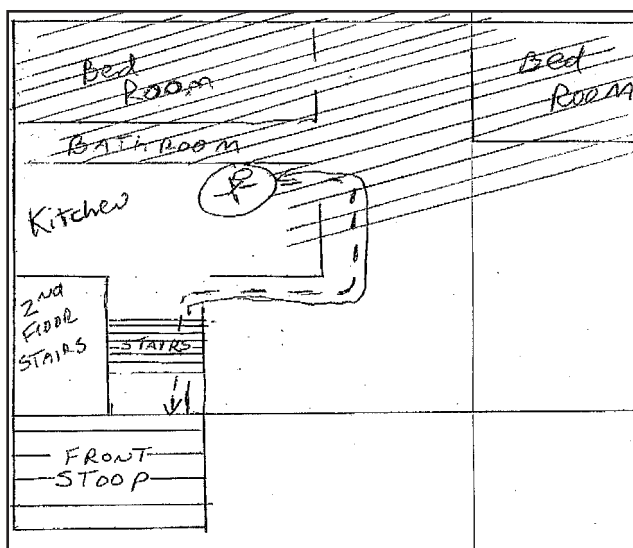 Bed
ROOM
Bed
ROOM
BATHROOM
Kitchen
2ND
FLOOR
STAIRS
STAIRS
FRONT
STOOP